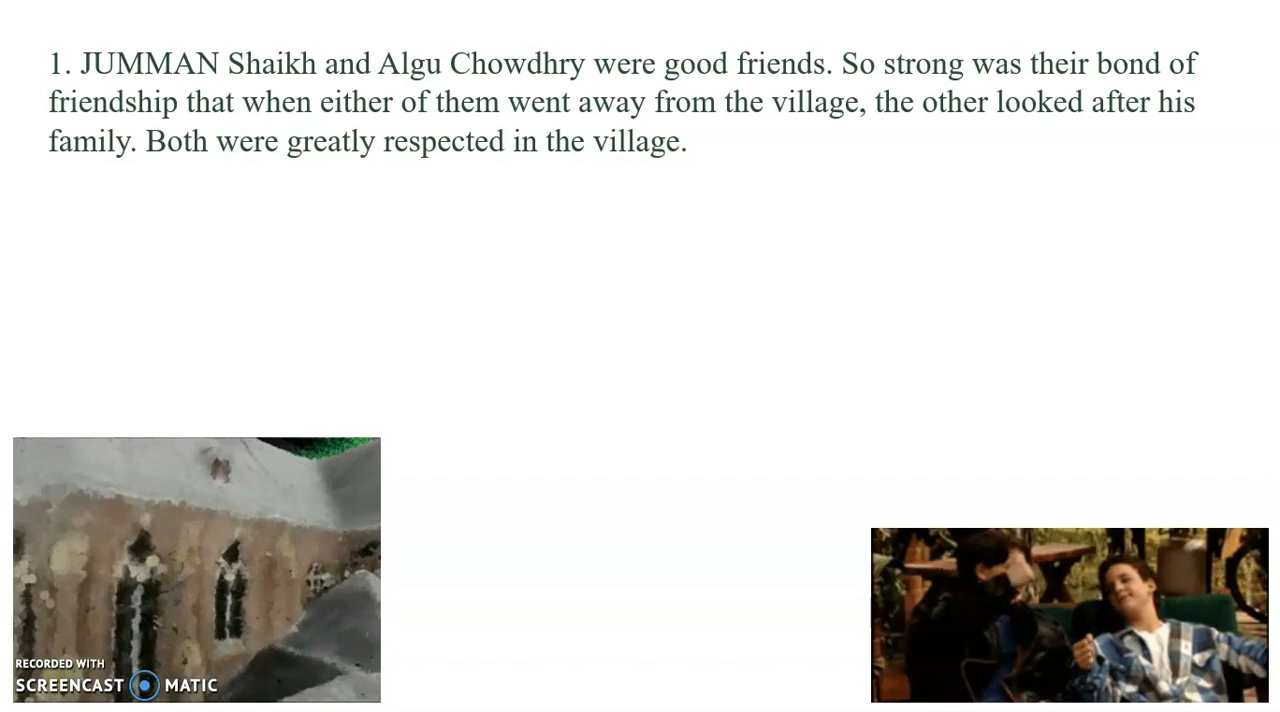 1. JUMMAN Shaikh and Algu Chowdhry were good friends. So strong was their bond of
friendship that when either of them went away from the village, the other looked after his
family. Both were greatly respected in the village.
RECORDED WITH
SCREENCAST MATIC